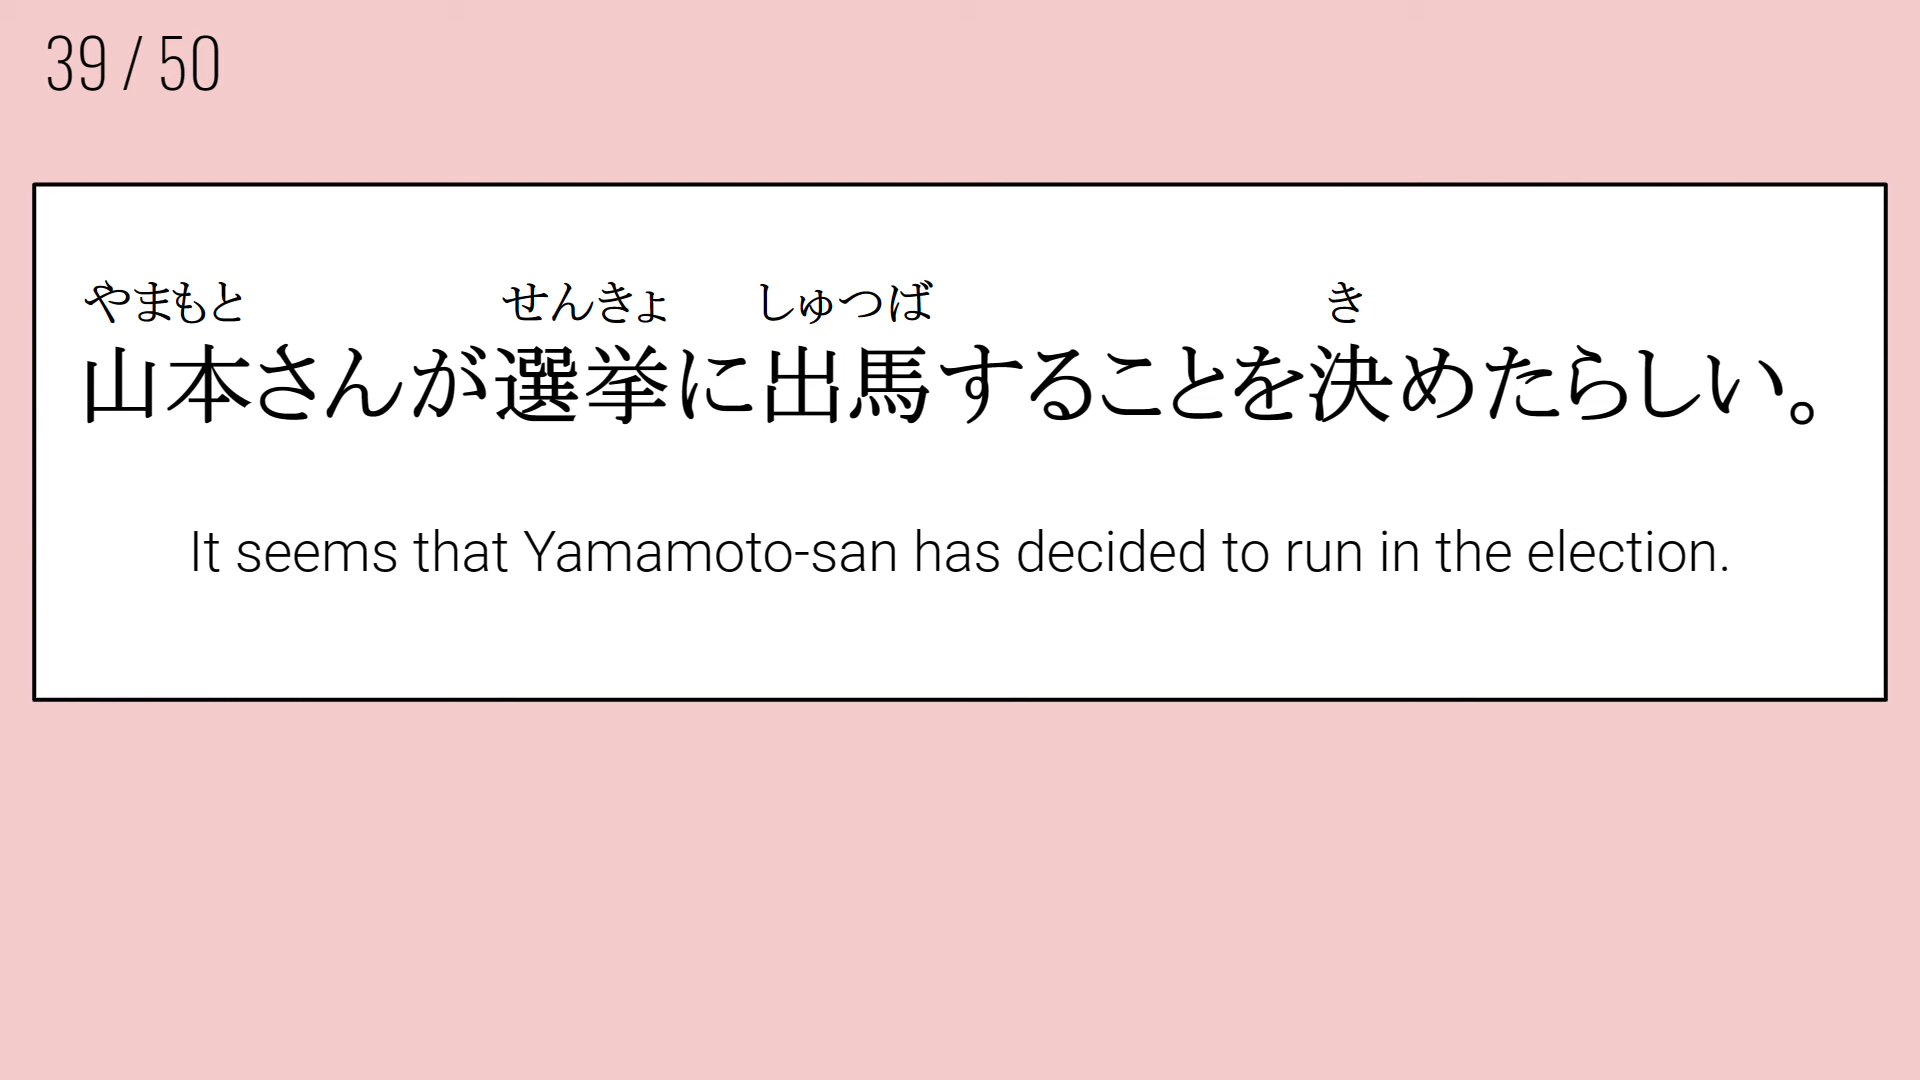 39 / 50
やまもと せんきょ しゅつば き
山本さんが選挙に出馬することを決めたらしい。
It seems that Yamamoto-san has decided to run in the election.